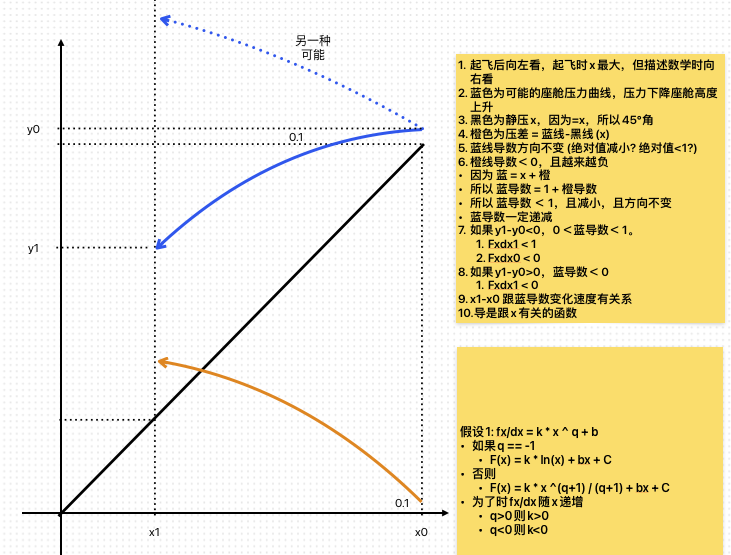 另一种
可能
y0
0.1
y1
0.1
x1
x0
1. 起飞后向左看，起飞时 x 最大，但描述数学时向
右看
2. 蓝色为可能的座舱压力曲线，压力下降座舱高度
上升
3. 黑色为静压 x，因为=x，所以 45°角
4. 橙色为压差 = 蓝线-黑线 (x)
5. 蓝线导数方向不变 (绝对值减小? 绝对值<1?)
6. 橙线导数 < 0，且越来越负
• 因为 蓝 = x + 橙
• 所以 蓝导数 = 1 + 橙导数
• 所以 蓝导数 < 1，且减小，且方向不变
• 蓝导数一定递减
7. 如果 y1-y0<0，0 < 蓝导数 < 1。
1. Fxdx1 < 1
2. Fxdx0 < 0
8. 如果 y1-y0>0，蓝导数 < 0
1. Fxdx1 < 0
9. x1-x0 跟蓝导数变化速度有关系
10.导是跟 x 有关的函数
假设 1: fx/dx = k * x ^ q + b
• 如果 q == -1
• F(x) = k * ln(x) + bx + C
• 否则
• F(x) = k * x ^(q+1) / (q+1) + bx + C
• 为了时 fx/dx 随 x 递增
• q>0 则 k>0
• q<0 则 k<0